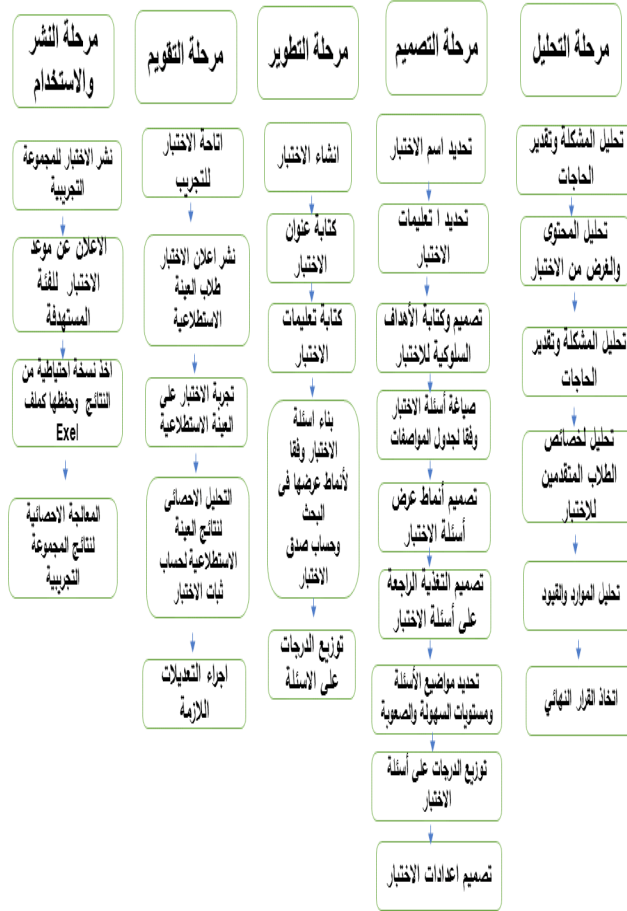 مرحلة التحليل
تحليل المشكلة وتقدير
الحاجات
تحليل المحتوى
والغرض من الاختبار
تحليل المشكلة وتقدير
الحاجات
تحليل لخصائص
الطلاب المتقدمين
للاختبار
تحليل الموارد والقيود
اتخاذ القرار النهائي
مرحلة التصميم
تحديد اسم الاختبار
تحديد ا تعليمات
الاختبار
تصميم وكتابة الأهداف
السلوكية للاختبار
صياغة أسئلة الاختبار
وفقا لجدول المواصفات
تصميم أنماط عرض
أسئلة الاختبار
تصميم التغذية الراجعة
على أسئلة الاختبار
تحديد مواضيع الأسئلة
ومستويات السهولة والصعوبة
توزيع الدرجات على أسئلة
الاختبار
تصميم اعدادات الاختبار
مرحلة التطوير
انشاء الاختبار
كتابة عنوان
الاختبار
كتابة تعليمات
الاختبار
بناء اسئلة
الاختبار وفقا
لأنماط عرضها فى
البحث
وحساب صدق
الاختبار
توزيع الدرجات
على الاسئلة
مرحلة التقويم
اتاحة الاختبار
للتجريب
نشر اعلان الاختبار
طلاب العينة
الاستطلاعية
تجربة الاختبار علي
العينة الاستطلاعية
التحليل الاحصائى
لنتائج العينة
الاستطلاعية لحساب
ثبات الاختبار
اجراء التعديلات
اللازمة
مرحلة النشر
والاستخدام
نشر الاختبار للمجموعة
التجريبية
الاعلان عن موعد
الاختبار للفئة
المستهدفة
اخذ نسخة احتياطية من
النتائج وحفظها كملف
Exel
المعالجة الاحصائية
لنتائج المجموعة
التجريبية